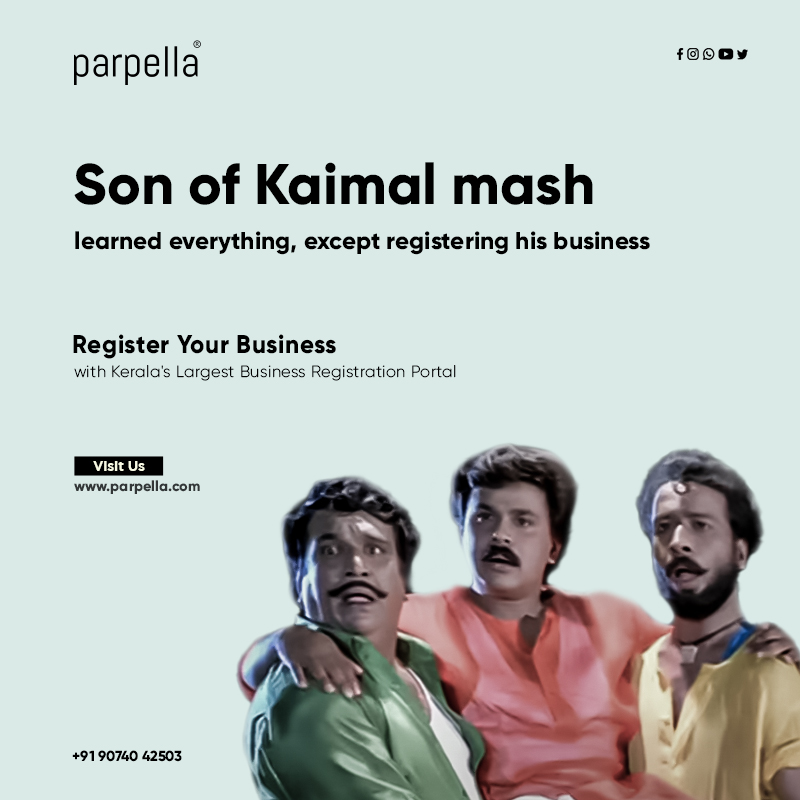 parpella®
Son of Kaimal mash
learned everything, except registering his business
Register Your Business
with Kerala's Largest Business Registration Portal
Visit Us
www.parpella.com
+91 90740 42503